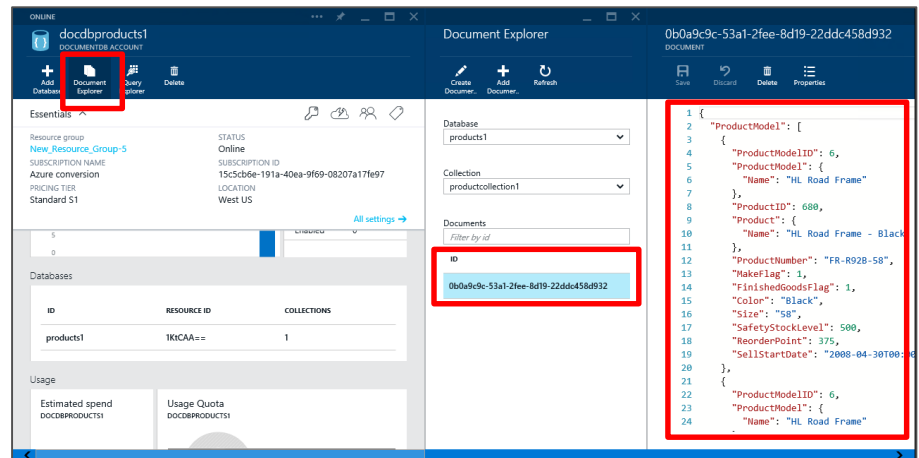 ONLINE
docdbproducts1
DOCUMENTDB ACCOUNT
Add Database
Document Explorer
Query Explorer
Delete
Essentials
Resource group
New_Resource_Group-5
SUBSCRIPTION NAME
Azure conversion
PRICING TIER
Standard S1
STATUS
Online
SUBSCRIPTION ID
15c5cb6e-191a-40ea-9f69-08207a17fe97
LOCATION
West US
All settings →
5
0
Enabled 0
Databases
ID RESOURCE ID COLLECTIONS
products1 1KtCAA== 1
Usage
Estimated spend
DOCDBPRODUCTS1
Usage Quota
DOCDBPRODUCTS1
Document Explorer
Create Documer..
Add Documer..
Refresh
Database
products1
Collection
productcollection1
Documents
Filter by id
ID
0b0a9c9c-53a1-2fee-8d19-22ddc458d932
0b0a9c9c-53a1-2fee-8d19-22ddc458d932
DOCUMENT
Save
Discard
Delete
Properties
1 {
2 "ProductModel": [
3 {
4 "ProductModelID": 6,
5 "ProductModel": {
6 "Name": "HL Road Frame"
7 },
8 "ProductID": 680,
9 "Product": {
10 "Name": "HL Road Frame - Black
11 },
12 "ProductNumber": "FR-R92B-58",
13 "MakeFlag": 1,
14 "FinishedGoodsFlag": 1,
15 "Color": "Black",
16 "Size": "58",
17 "SafetyStockLevel": 500,
18 "ReorderPoint": 375,
19 "SellStartDate": "2008-04-30T00:00
20 },
21 {
22 "ProductModelID": 6,
23 "ProductModel": {
24 "Name": "HL Road Frame"